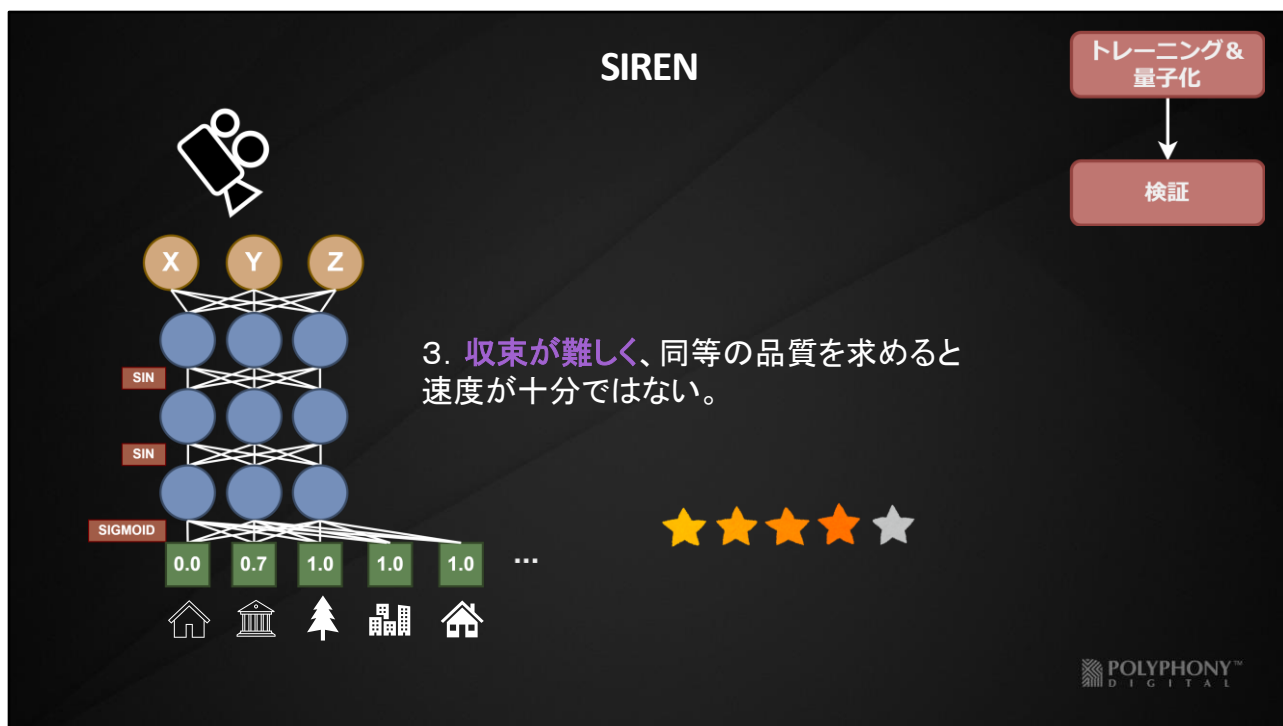 SIREN
トレーニング&
量子化
検証
X Y Z
3. 収束が難しく、同等の品質を求めると
速度が十分ではない。
SIN
SIN
SIGMOID
0.0 0.7 1.0 1.0 1.0 ...
POLYPHONY™
DIGITAL